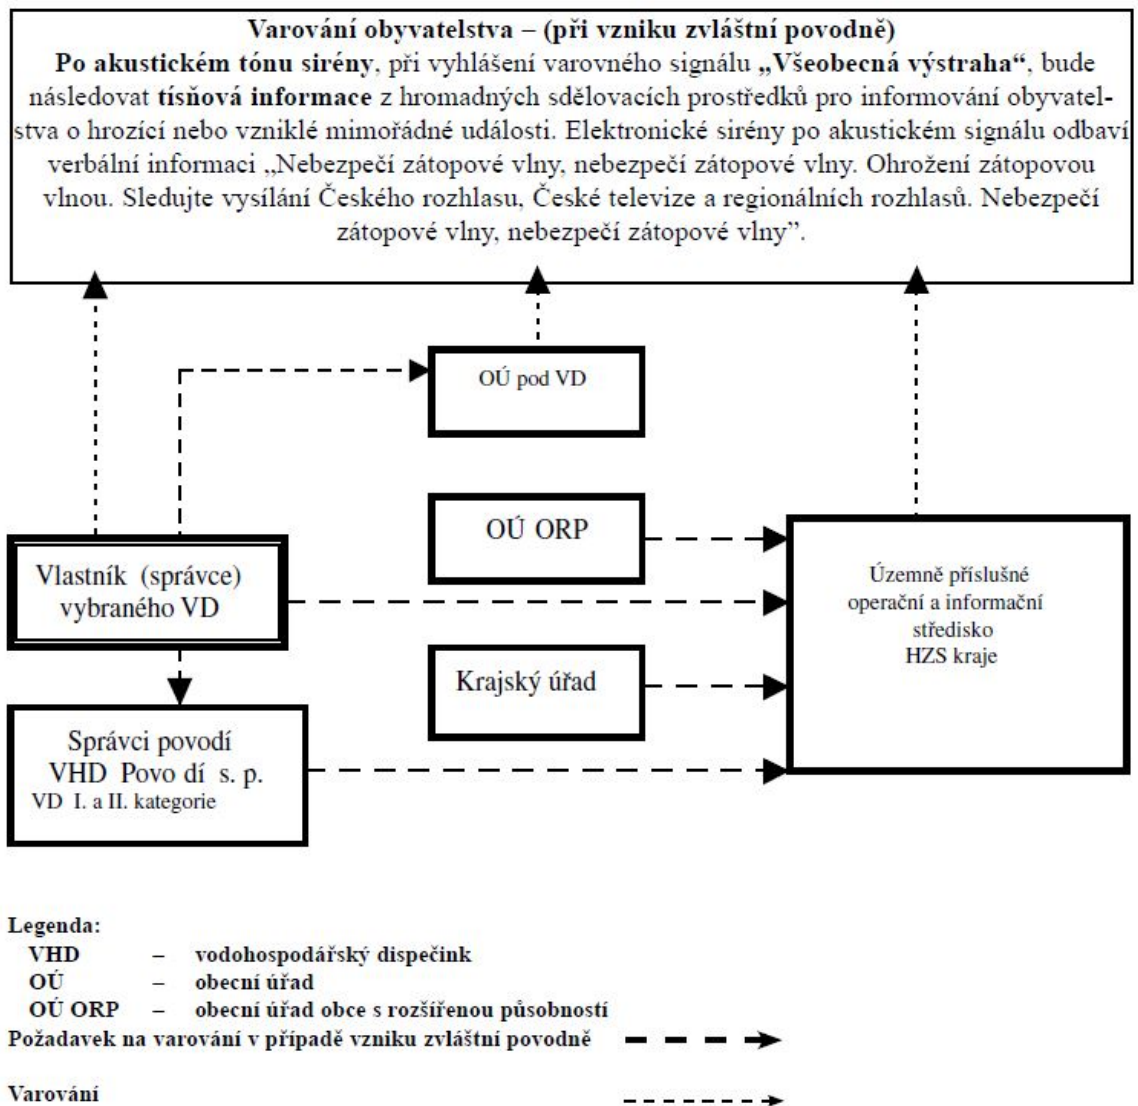 Varování obyvatelstva – (při vzniku zvláštní povodně)
Po akustickém tónu sirény, při vyhlášení varovného signálu „Všeobecná výstraha“, bude
následovat tísňová informace z hromadných sdělovacích prostředků pro informování obyvatel-
stva o hrozící nebo vzniklé mimořádné události. Elektronické sirény po akustickém signálu odbaví
verbální informaci „Nebezpečí zátopové vlny, nebezpečí zátopové vlny. Ohrožení zátopovou
vlnou. Sledujte vysílání Českého rozhlasu, České televize a regionálních rozhlasů. Nebezpečí
zátopové vlny, nebezpečí zátopové vlny”.
OÚ pod VD
OÚ ORP
Vlastník (správce)
vybraného VD
Územně příslušné
operační a informační
středisko
HZS kraje
Krajský úřad
Správci povodí
VHD Povo dí s. p.
VD I. a II. kategorie
Legenda:
VHD – vodohospodářský dispečink
OÚ – obecní úřad
OÚ ORP – obecní úřad obce s rozšířenou působností
Požadavek na varování v případě vzniku zvláštní povodně
Varování